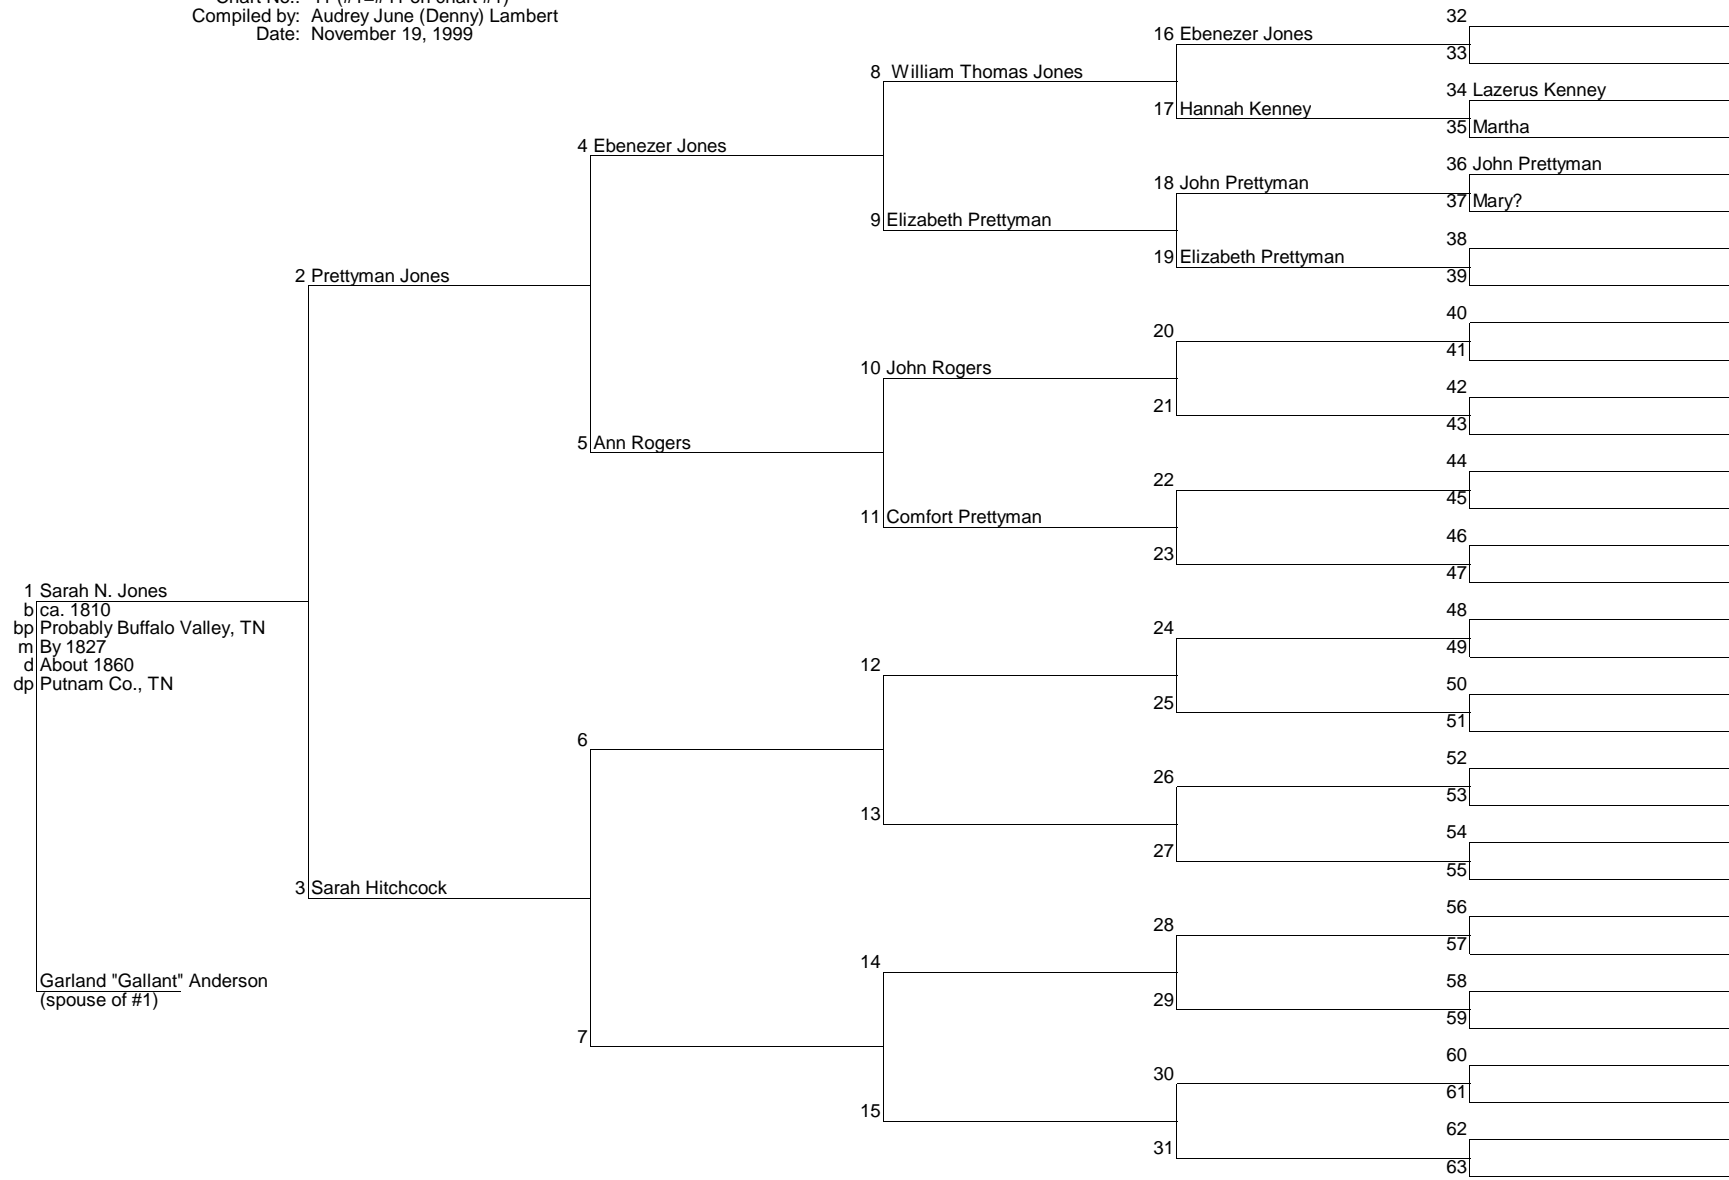 Compiled by: Audrey June (Denny) Lambert
Date: November 19, 1999
1 Sarah N. Jones
b ca. 1810
bp Probably Buffalo Valley, TN
m By 1827
d About 1860
dp Putnam Co., TN
Garland "Gallant" Anderson
(spouse of #1)
2 Prettyman Jones
3 Sarah Hitchcock
4 Ebenezer Jones
5 Ann Rogers
6
7
8 William Thomas Jones
9 Elizabeth Prettyman
10 John Rogers
11 Comfort Prettyman
12
13
14
15
16 Ebenezer Jones
17 Hannah Kenney
18 John Prettyman
19 Elizabeth Prettyman
20
21
22
23
24
25
26
27
28
29
30
31
32
33
34 Lazerus Kenney
35 Martha
36 John Prettyman
37 Mary?
38
39
40
41
42
43
44
45
46
47
48
49
50
51
52
53
54
55
56
57
58
59
60
61
62
63